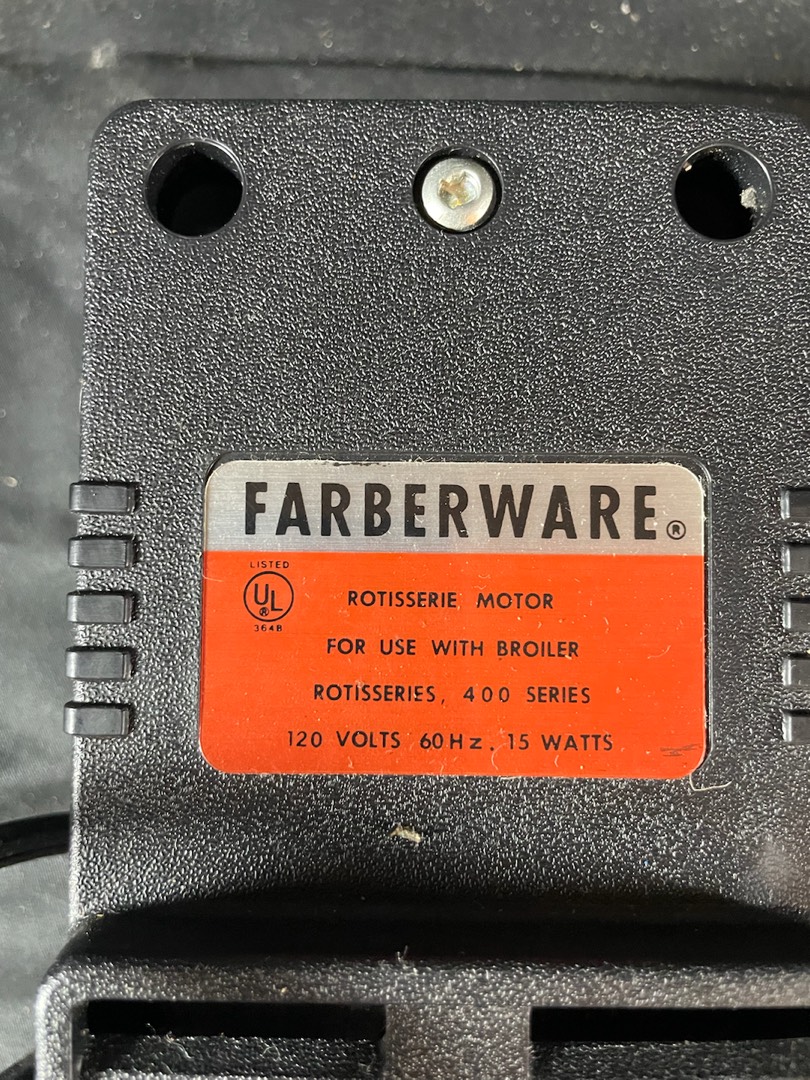 FARBERWARE®
LISTED
UL®
364B
ROTISSERIE MOTOR
FOR USE WITH BROILER
ROTISSERIES, 400 SERIES
120 VOLTS 60Hz. 15 WATTS